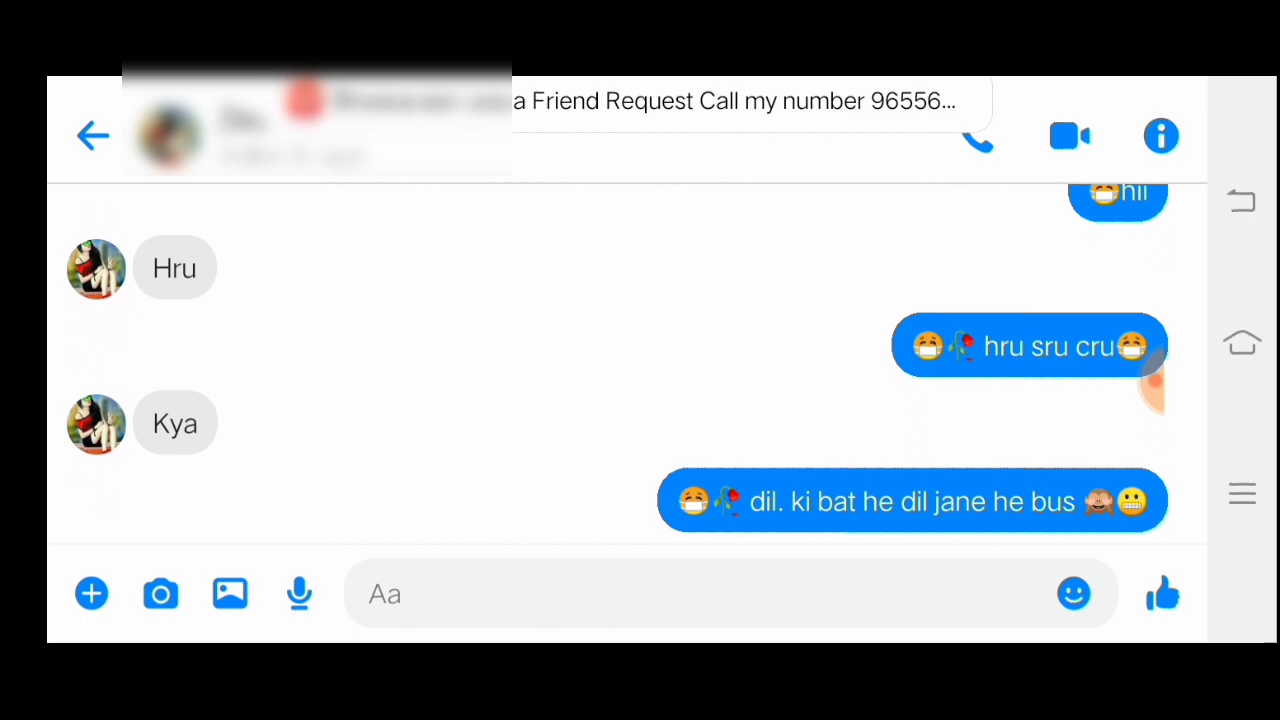 a Friend Request Call my number 96556...
😷hii
Hru
😷🥀 hru sru cru😷
Kya
😷🥀 dil. ki bat he dil jane he bus 🙈😬
Aa